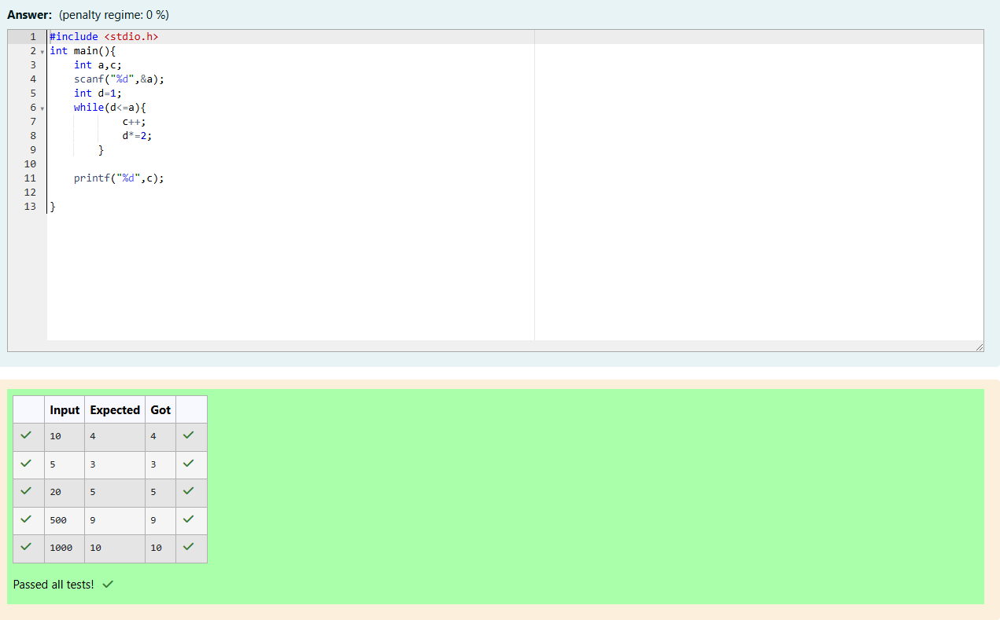 Answer: (penalty regime: 0 %)
1 #include <stdio.h>
2 int main(){
3     int a,c;
4     scanf("%d",&a);
5     int d=1;
6     while(d<=a){
7             c++;
8             d*=2;
9         }
10
11     printf("%d",c);
12
13 }
Input Expected Got
10 4 4
5 3 3
20 5 5
500 9 9
1000 10 10
Passed all tests!